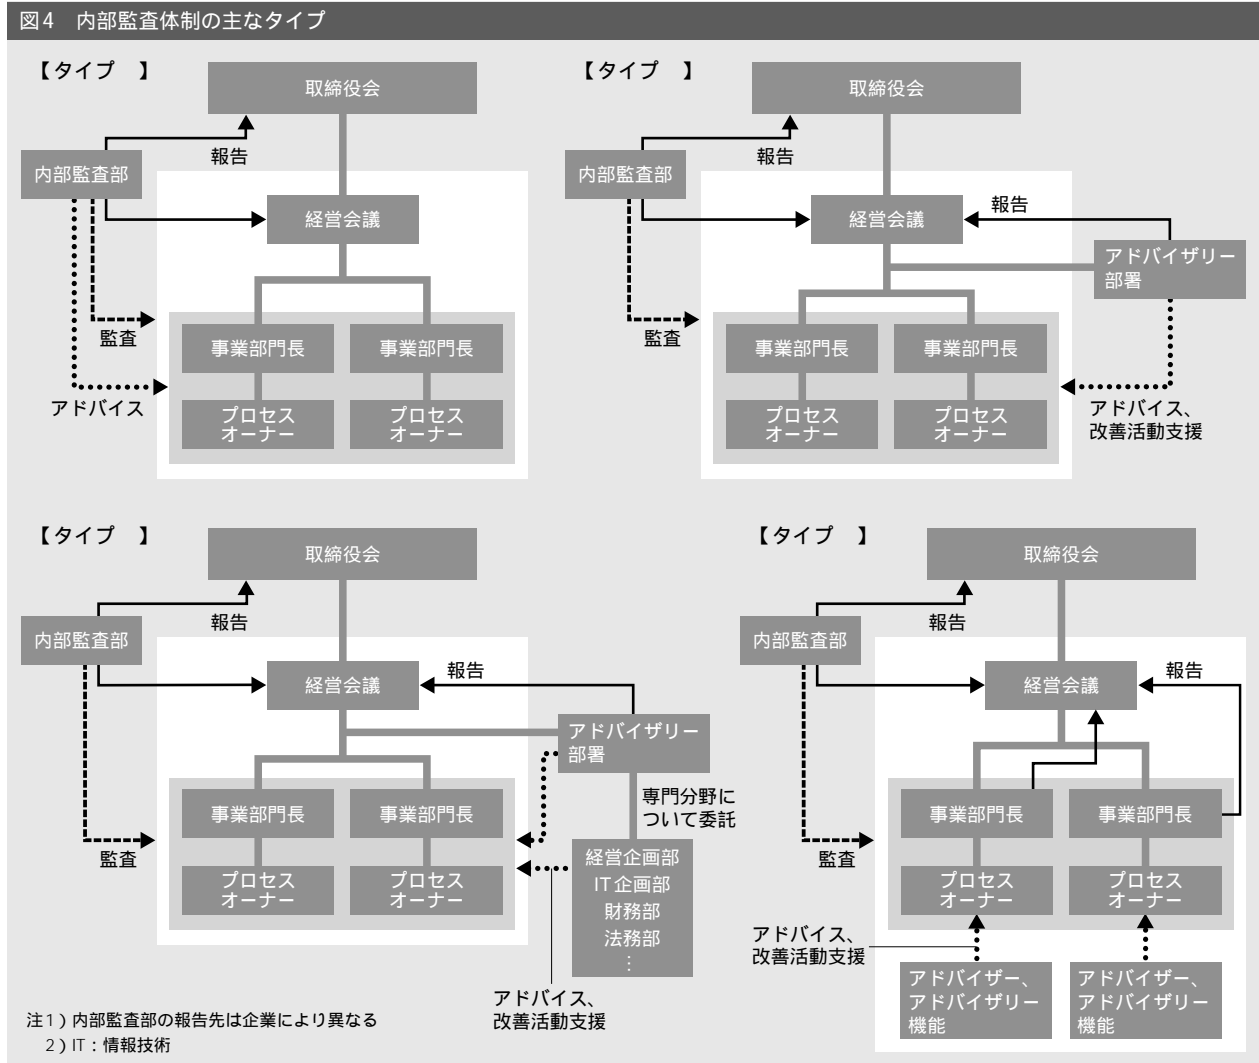 図4 内部監査体制の主なタイプ
【タイプ 】
取締役会
報告
内部監査部
経営会議
監査
事業部門長
事業部門長
アドバイス
プロセス
オーナー
プロセス
オーナー
【タイプ 】
取締役会
報告
内部監査部
経営会議
報告
アドバイザリー
部署
監査
事業部門長
事業部門長
プロセス
オーナー
プロセス
オーナー
アドバイス、
改善活動支援
【タイプ 】
取締役会
報告
内部監査部
経営会議
報告
アドバイザリー
部署
専門分野に
ついて委託
事業部門長
事業部門長
監査
プロセス
オーナー
プロセス
オーナー
経営企画部
IT企画部
財務部
法務部
⋮
アドバイス、
改善活動支援
【タイプ 】
取締役会
報告
内部監査部
経営会議
報告
事業部門長
事業部門長
監査
プロセス
オーナー
プロセス
オーナー
アドバイス、
改善活動支援
アドバイザー、
アドバイザリー
機能
アドバイザー、
アドバイザリー
機能
注1）内部監査部の報告先は企業により異なる
2）IT：情報技術